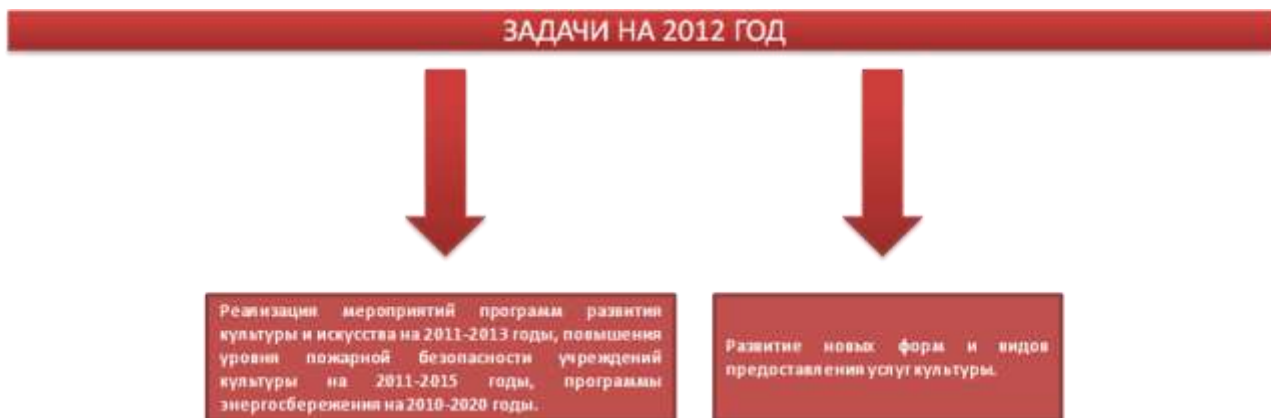 ЗАДАЧИ НА 2012 ГОД
Реализация мероприятий программ развития
культуры и искусства на 2011-2013 годы, повышения
уровня пожарной безопасности учреждений
культуры на 2011-2015 годы, программы
энергосбережения на 2010-2020 годы.
Развитие новых форм и видов
предоставления услуг культуры.